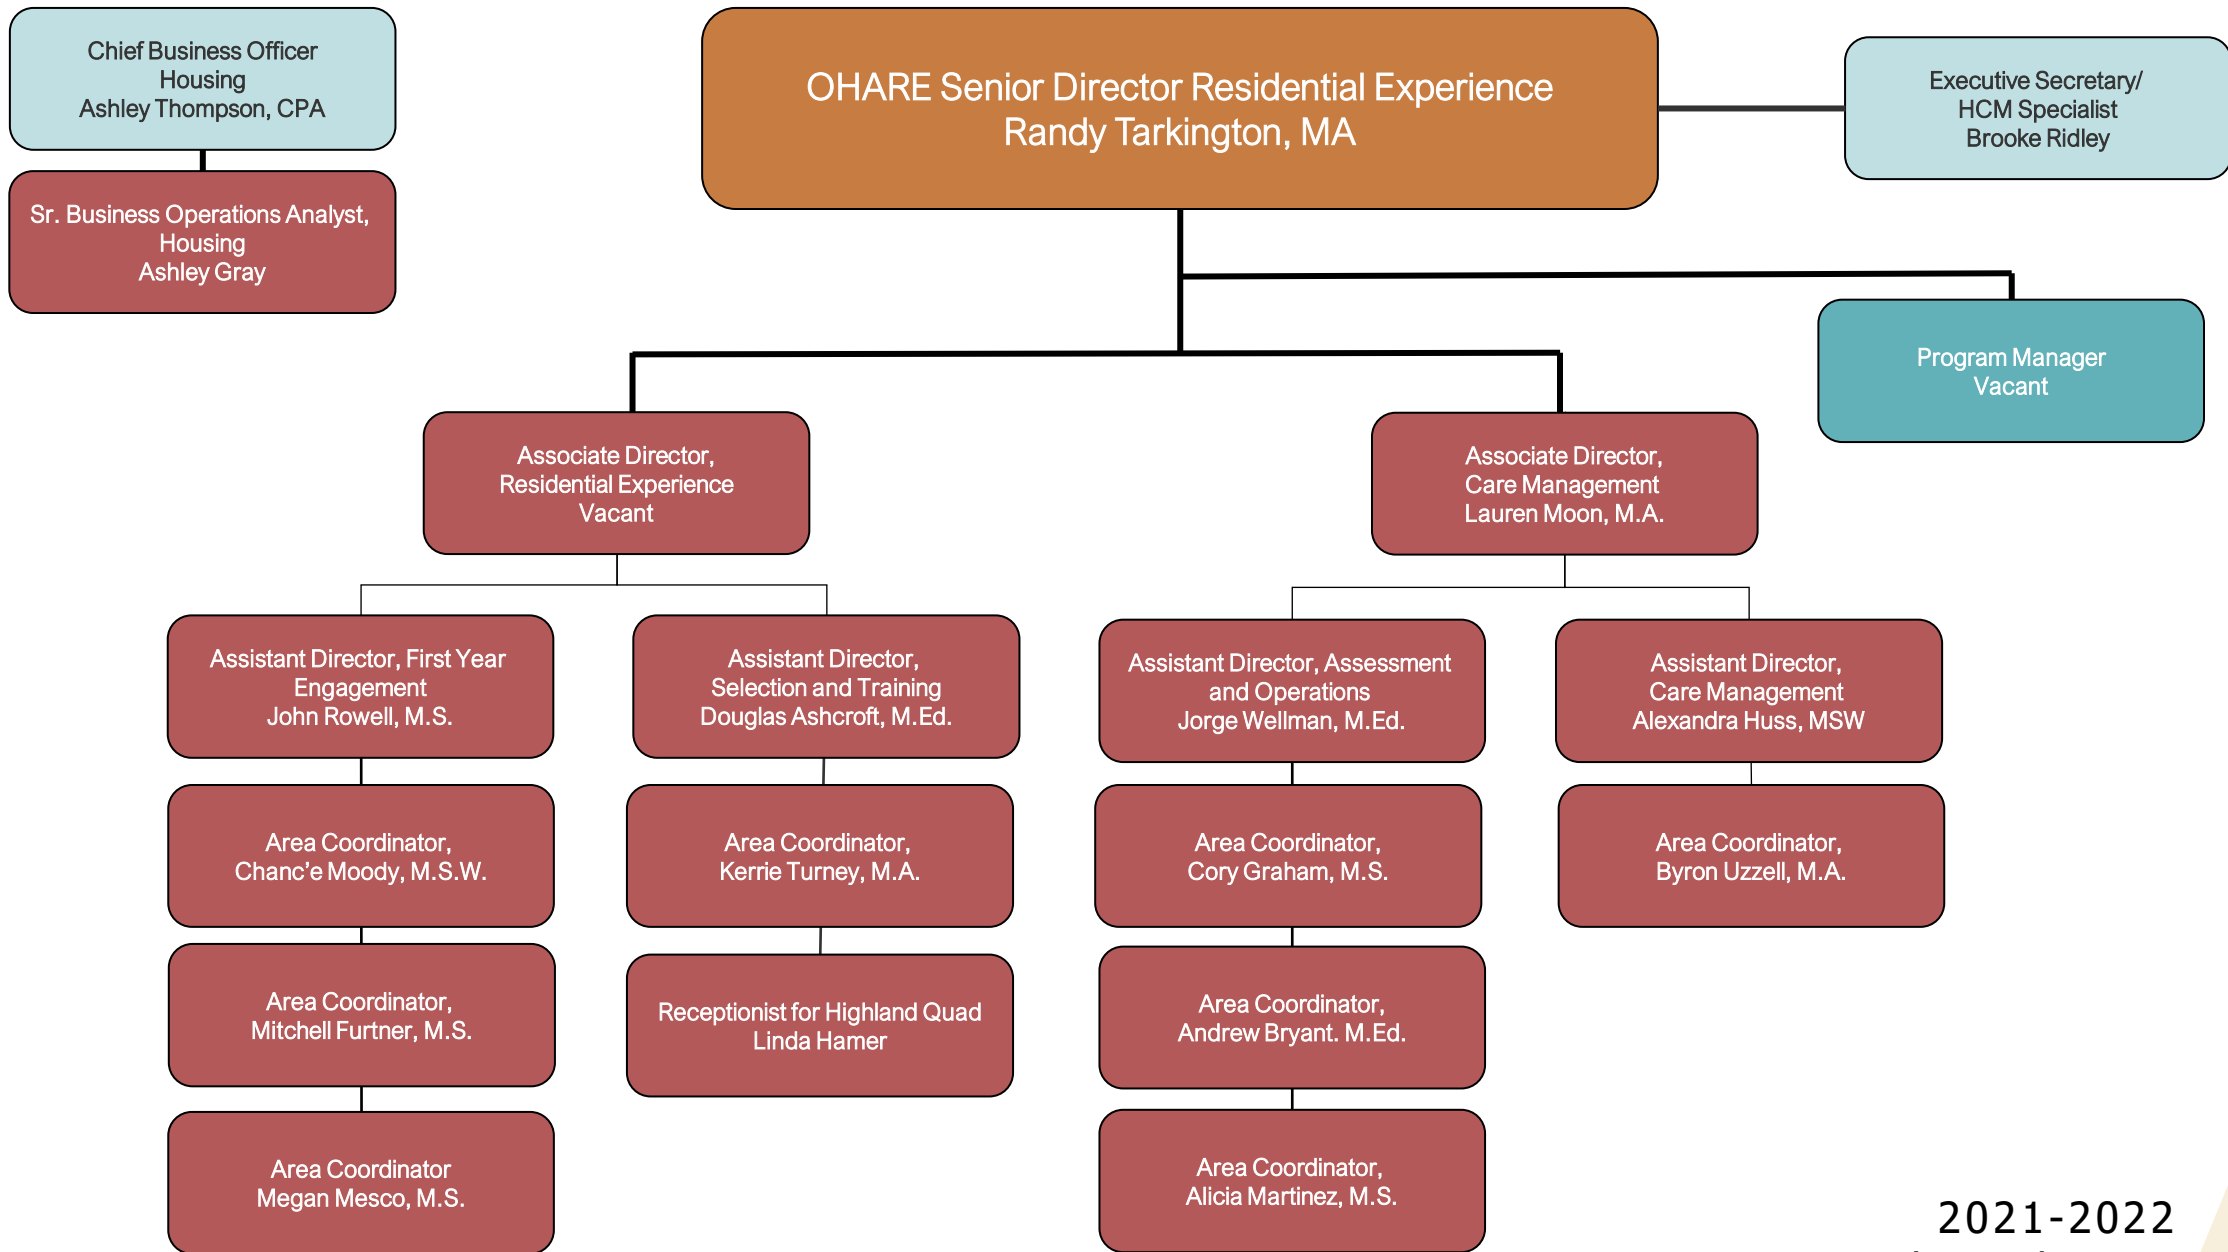 Chief Business Officer
Housing
Ashley Thompson, CPA
OHARE Senior Director Residential Experience
Randy Tarkington, MA
Executive Secretary/
HCM Specialist
Brooke Ridley
Sr. Business Operations Analyst,
Housing
Ashley Gray
Program Manager
Vacant
Associate Director,
Residential Experience
Vacant
Associate Director,
Care Management
Lauren Moon, M.A.
Assistant Director, First Year
Engagement
John Rowell, M.S.
Assistant Director,
Selection and Training
Douglas Ashcroft, M.Ed.
Assistant Director, Assessment
and Operations
Jorge Wellman, M.Ed.
Assistant Director,
Care Management
Alexandra Huss, MSW
Area Coordinator,
Chanc’e Moody, M.S.W.
Area Coordinator,
Kerrie Turney, M.A.
Area Coordinator,
Cory Graham, M.S.
Area Coordinator,
Byron Uzzell, M.A.
Area Coordinator,
Mitchell Furtner, M.S.
Receptionist for Highland Quad
Linda Hamer
Area Coordinator,
Andrew Bryant. M.Ed.
Area Coordinator
Megan Mesco, M.S.
Area Coordinator,
Alicia Martinez, M.S.
2021-2022